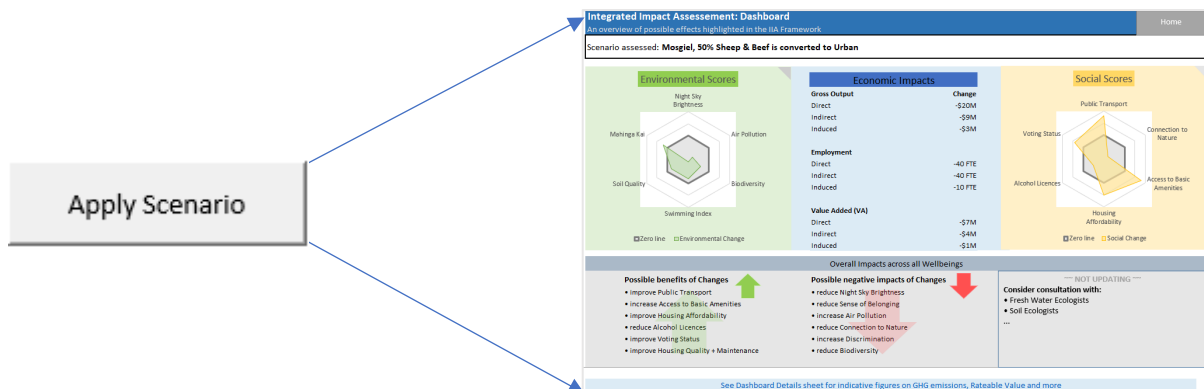 Apply Scenario
Integrated Impact Assessment: Dashboard
An overview of possible effects highlighted in the IIA Framework
Home
Scenario assessed: Mosgiel, 50% Sheep & Beef is converted to Urban
Environmental Scores
Night Sky
Brightness
Mahinga Kai
Air Pollution
Soil Quality
Biodiversity
Swimming Index
Zero line
Environmental Change
Economic Impacts
Gross Output Change
Direct -$20M
Indirect -$9M
Induced -$3M
Employment
Direct -40 FTE
Indirect -40 FTE
Induced -10 FTE
Value Added (VA)
Direct -$7M
Indirect -$4M
Induced -$1M
Social Scores
Public Transport
Voting Status
Connection to
Nature
Alcohol Licences
Access to Basic
Amenities
Housing
Affordability
Zero line
Social Change
Overall Impacts across all Wellbeings
Possible benefits of Changes
• improve Public Transport
• increase Access to Basic Amenities
• improve Housing Affordability
• reduce Alcohol Licences
• improve Voting Status
• improve Housing Quality + Maintenance
Possible negative impacts of Changes
• reduce Night Sky Brightness
• reduce Sense of Belonging
• increase Air Pollution
• reduce Connection to Nature
• increase Discrimination
• reduce Biodiversity
--- NOT UPDATING ---
Consider consultation with:
• Fresh Water Ecologists
• Soil Ecologists
...
See Dashboard Details sheet for indicative figures on GHG emissions, Rateable Value and more